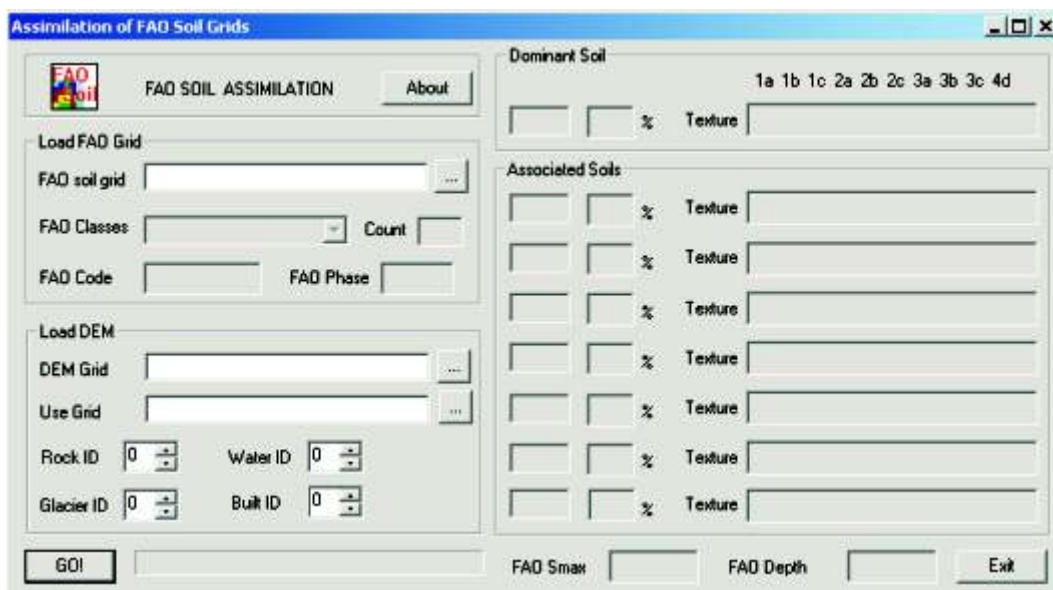 Assimilation of FAO Soil Grids
FAO Soil
FAO SOIL ASSIMILATION
About
Load FAO Grid
FAO soil grid
...
FAO Classes
Count
FAO Code
FAO Phase
Load DEM
DEM Grid
...
Use Grid
...
Rock ID 0
Water ID 0
Glacier ID 0
Built ID 0
GO!
Dominant Soil
1a 1b 1c 2a 2b 2c 3a 3b 3c 4d
% Texture
Associated Soils
% Texture
% Texture
% Texture
% Texture
% Texture
% Texture
% Texture
FAO Smax
FAO Depth
Exit